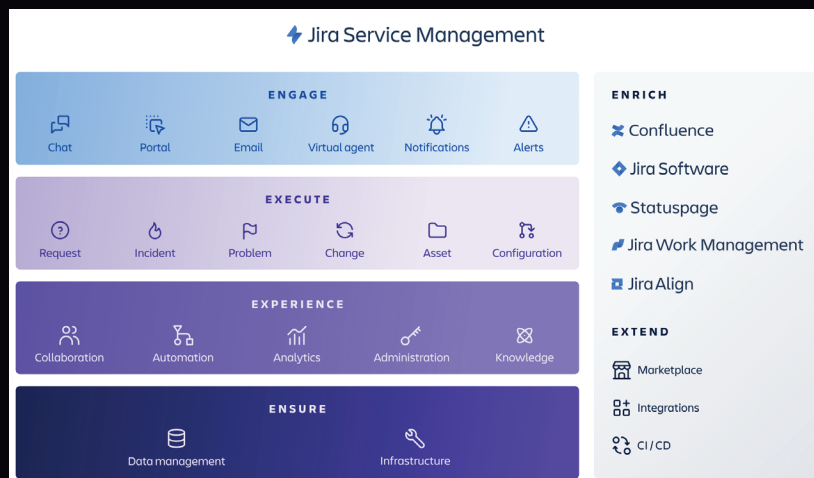 Jira Service Management
ENGAGE
Chat
Portal
Email
Virtual agent
Notifications
Alerts
EXECUTE
Request
Incident
Problem
Change
Asset
Configuration
EXPERIENCE
Collaboration
Automation
Analytics
Administration
Knowledge
ENSURE
Data management
Infrastructure
ENRICH
Confluence
Jira Software
Statuspage
Jira Work Management
Jira Align
EXTEND
Marketplace
Integrations
CI/CD